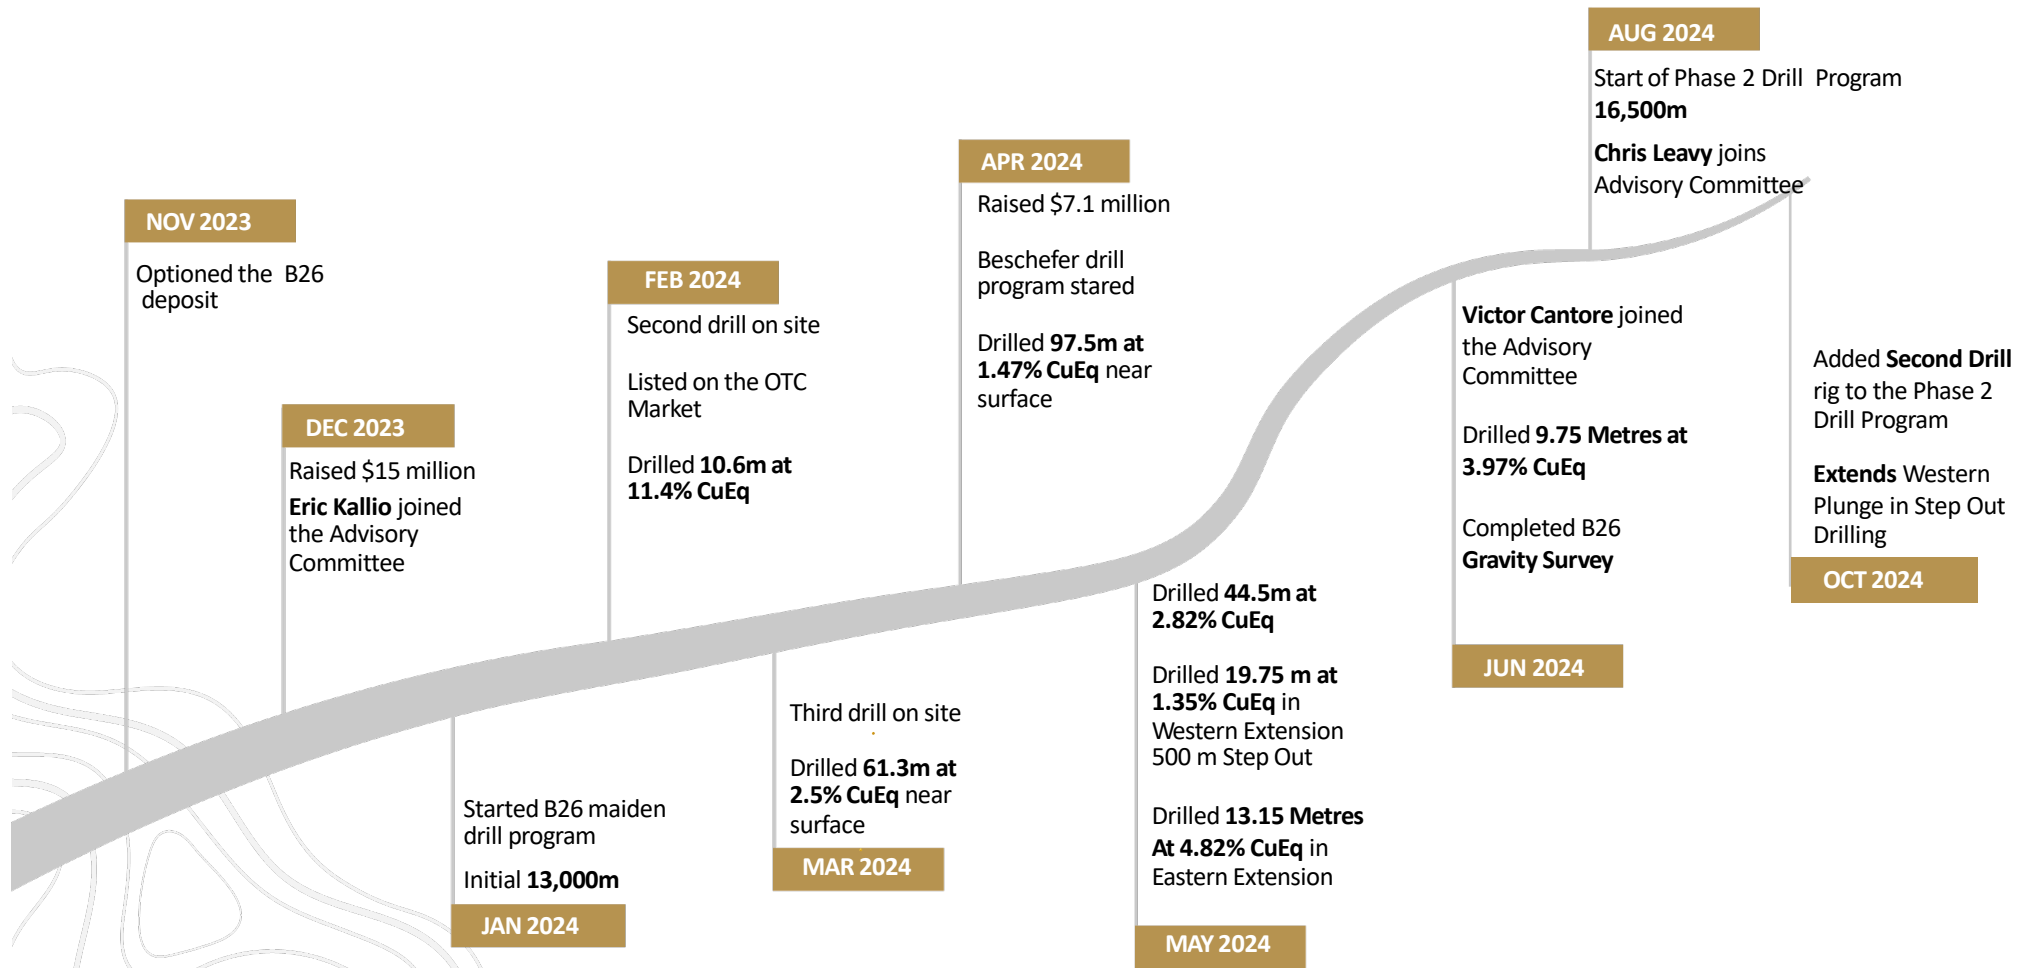 NOV 2023
Optioned the B26
deposit
DEC 2023
Raised $15 million
Eric Kallio joined
the Advisory
Committee
Started B26 maiden
drill program
Initial 13,000m
JAN 2024
FEB 2024
Second drill on site
Listed on the OTC
Market
Drilled 10.6m at
11.4% CuEq
Third drill on site
Drilled 61.3m at
2.5% CuEq near
surface
MAR 2024
APR 2024
Raised $7.1 million
Beschefer drill
program stared
Drilled 97.5m at
1.47% CuEq near
surface
Drilled 44.5m at
2.82% CuEq
Drilled 19.75 m at
1.35% CuEq in
Western Extension
500 m Step Out
Drilled 13.15 Metres
At 4.82% CuEq in
Eastern Extension
MAY 2024
Victor Cantore joined
the Advisory
Committee
Drilled 9.75 Metres at
3.97% CuEq
Completed B26
Gravity Survey
JUN 2024
AUG 2024
Start of Phase 2 Drill Program
16,500m
Chris Leavy joins
Advisory Committee
Added Second Drill
rig to the Phase 2
Drill Program
Extends Western
Plunge in Step Out
Drilling
OCT 2024